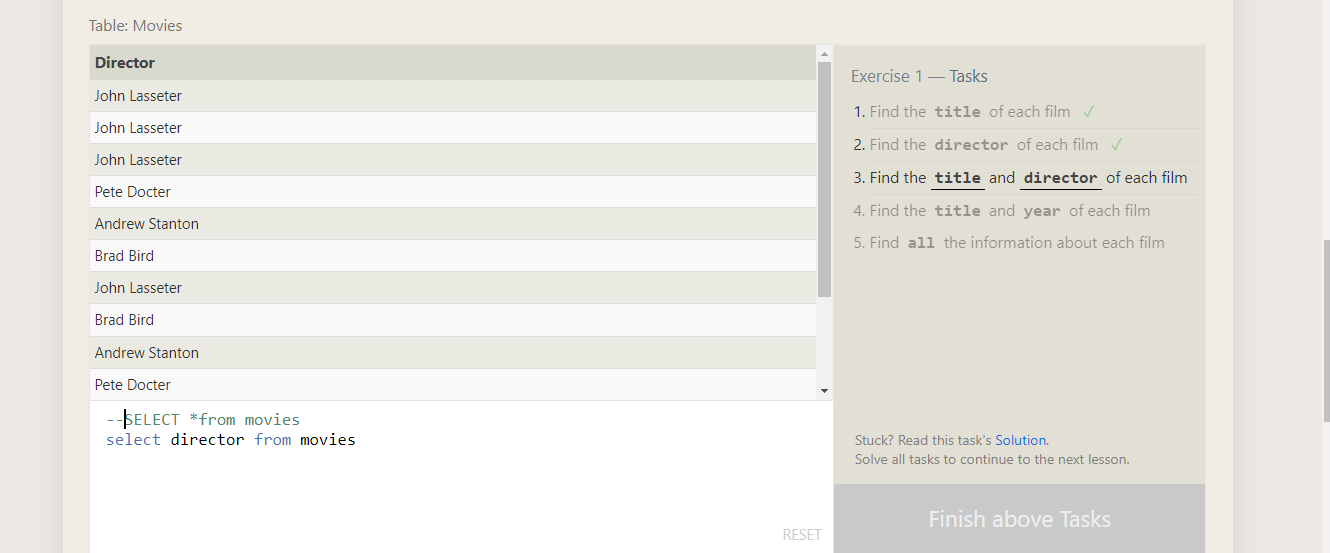 Table: Movies
Director
John Lasseter
John Lasseter
John Lasseter
Pete Docter
Andrew Stanton
Brad Bird
John Lasseter
Brad Bird
Andrew Stanton
Pete Docter
--SELECT *from movies
select director from movies
RESET
Exercise 1 — Tasks
1. Find the title of each film ✓
2. Find the director of each film ✓
3. Find the title and director of each film
4. Find the title and year of each film
5. Find all the information about each film
Stuck? Read this task's Solution.
Solve all tasks to continue to the next lesson.
Finish above Tasks